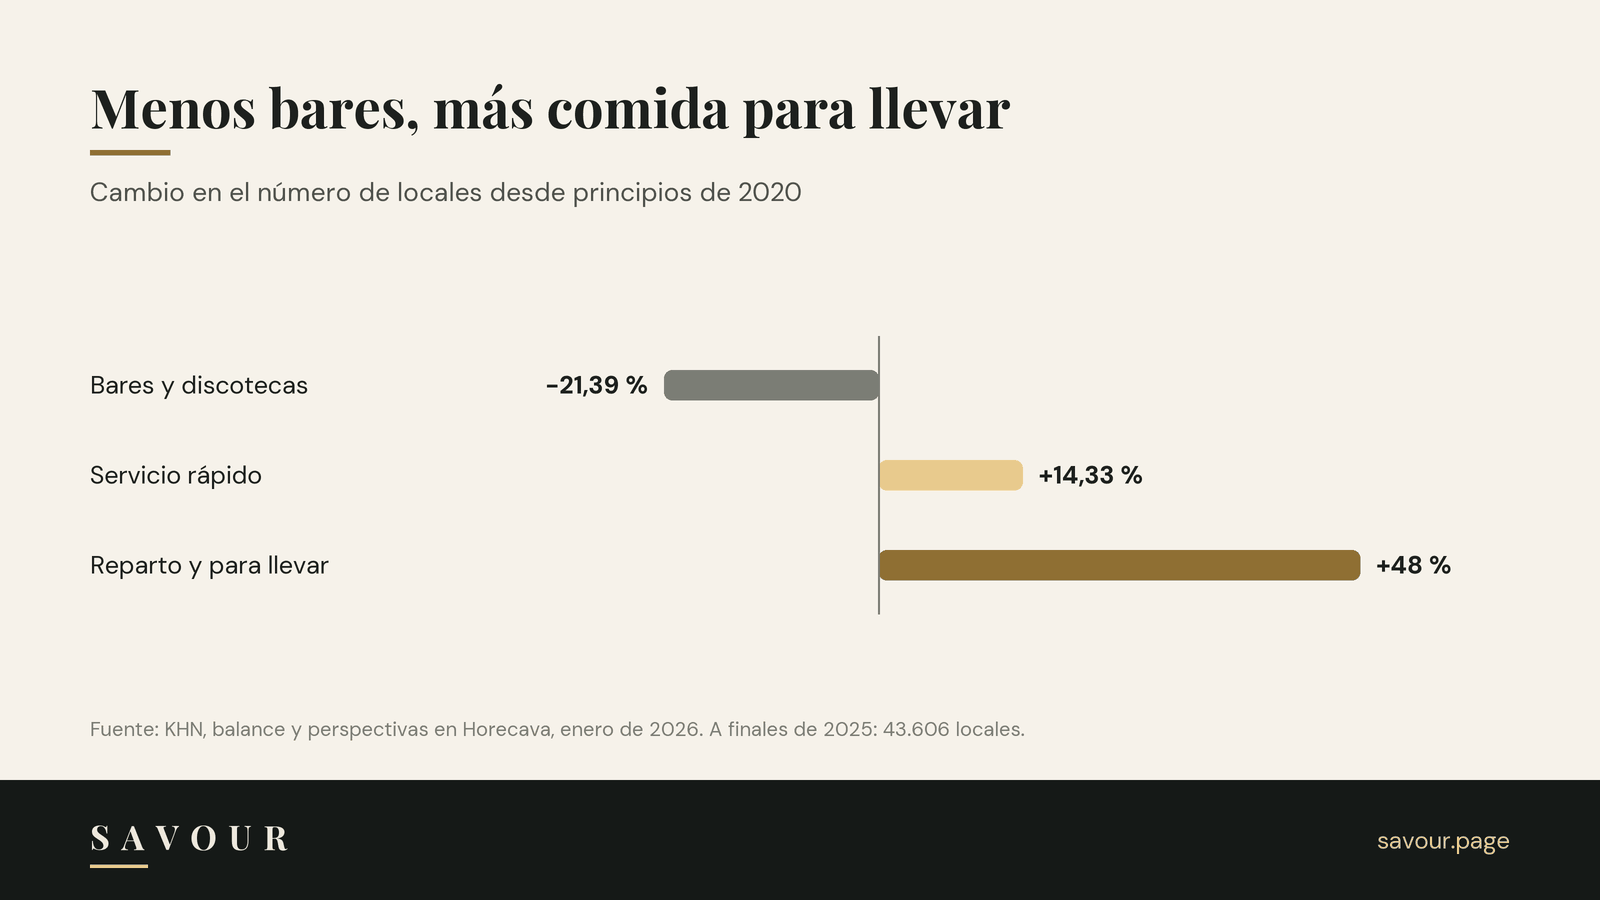 Menos bares, más comida para llevar
Cambio en el número de locales desde principios de 2020
Bares y discotecas -21,39 %
Servicio rápido +14,33 %
Reparto y para llevar +48 %
Fuente: KHN, balance y perspectivas en Horecava, enero de 2026. A finales de 2025: 43.606 locales.
SAVOUR
savour.page